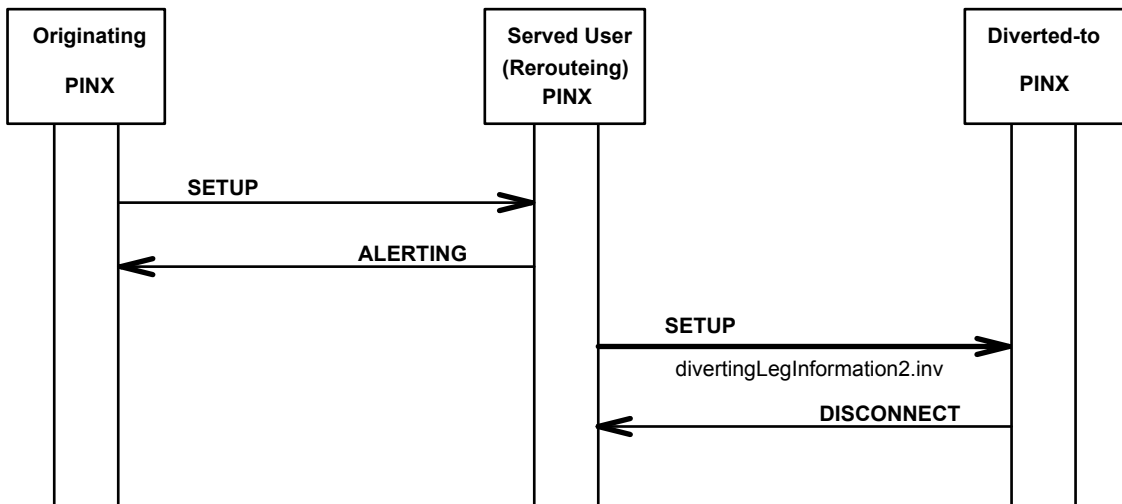 Originating
PINX
Served User
(Rerouteing)
PINX
Diverted-to
PINX
SETUP
ALERTING
SETUP
divertingLegInformation2.inv
DISCONNECT